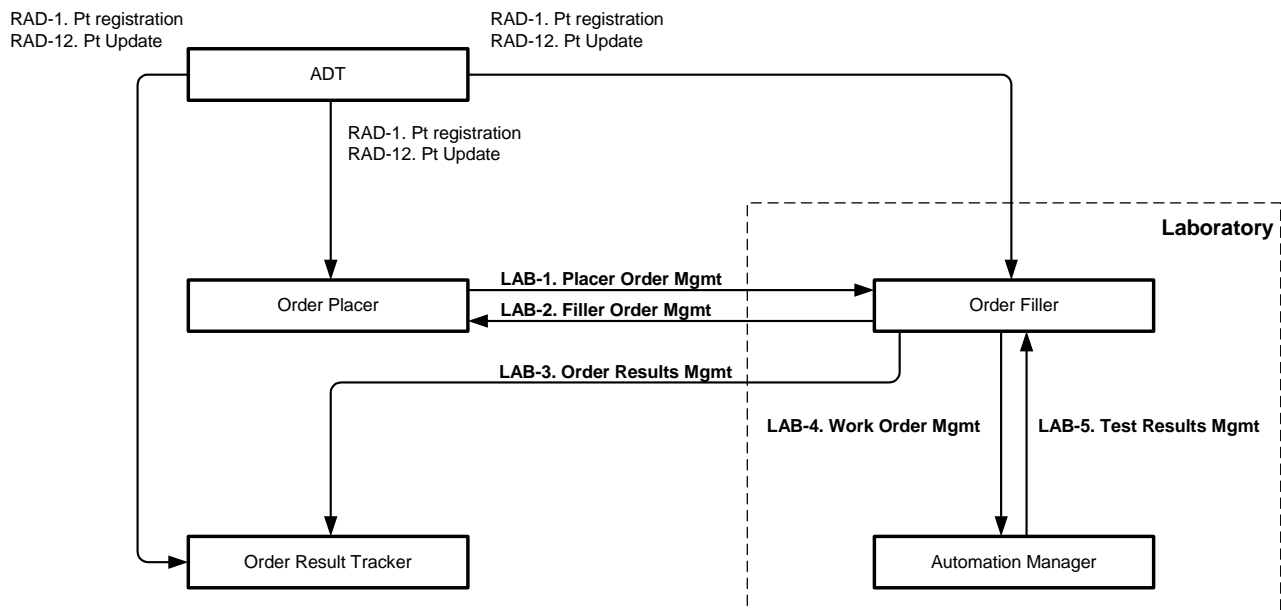 RAD-1. Pt registration
RAD-12. Pt Update
RAD-1. Pt registration
RAD-12. Pt Update
ADT
RAD-1. Pt registration
RAD-12. Pt Update
Laboratory
LAB-1. Placer Order Mgmt
Order Placer
Order Filler
LAB-2. Filler Order Mgmt
LAB-3. Order Results Mgmt
LAB-4. Work Order Mgmt
LAB-5. Test Results Mgmt
Order Result Tracker
Automation Manager